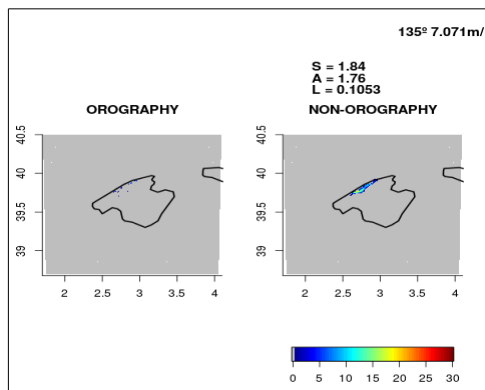 135º 7.071m/
S = 1.84
A = 1.76
L = 0.1053
OROGRAPHY
NON-OROGRAPHY
40.5
40
39.5
39
2 2.5 3 3.5 4
40.5
40
39.5
39
2 2.5 3 3.5 4
0 5 10 15 20 25 30